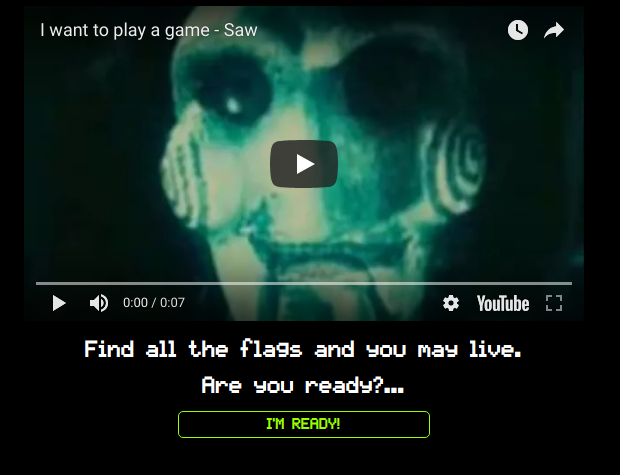 I want to play a game - Saw
0:00 / 0:07
YouTube
Find all the flags and you may live.
Are you ready?...
I'M READY!